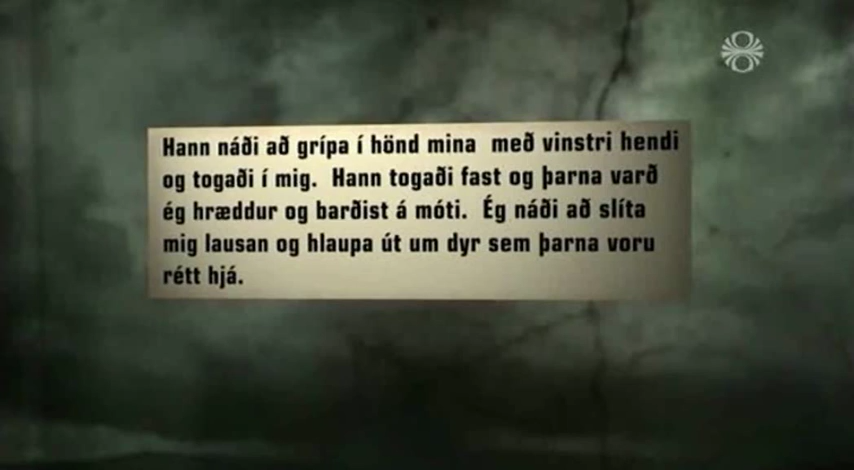 Hann náði að grípa í hönd mina með vinstri hendi
og togaði í mig. Hann togaði fast og þarna varð
ég hræddur og barðist á móti. Ég náði að slíta
mig lausan og hlaupa út um dyr sem þarna voru
rétt hjá.